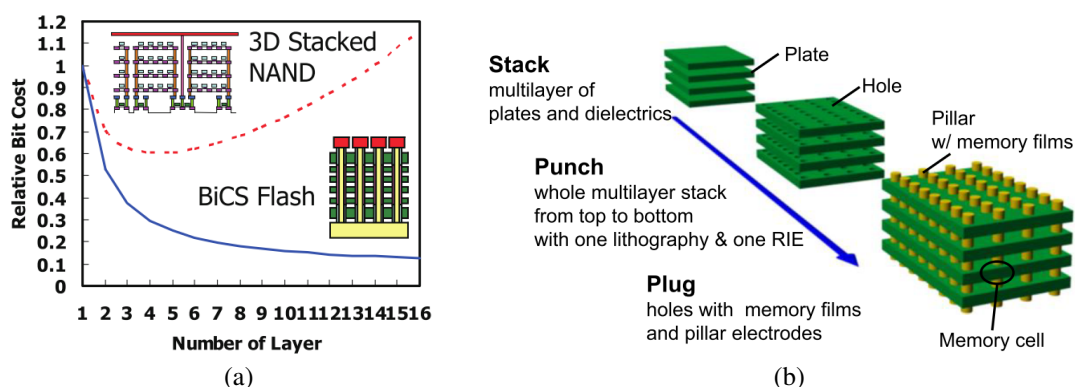 1.2
1.1
1
0.9
0.8
0.7
0.6
0.5
0.4
0.3
0.2
0.1
0
Relative Bit Cost
3D Stacked
NAND
BiCS Flash
1 2 3 4 5 6 7 8 9 10 11 12 13 14 15 16
Number of Layer
(a)
Stack
multilayer of
plates and dielectrics
Plate
Hole
Pillar
w/ memory films
Punch
whole multilayer stack
from top to bottom
with one lithography & one RIE
Plug
holes with memory films
and pillar electrodes
Memory cell
(b)